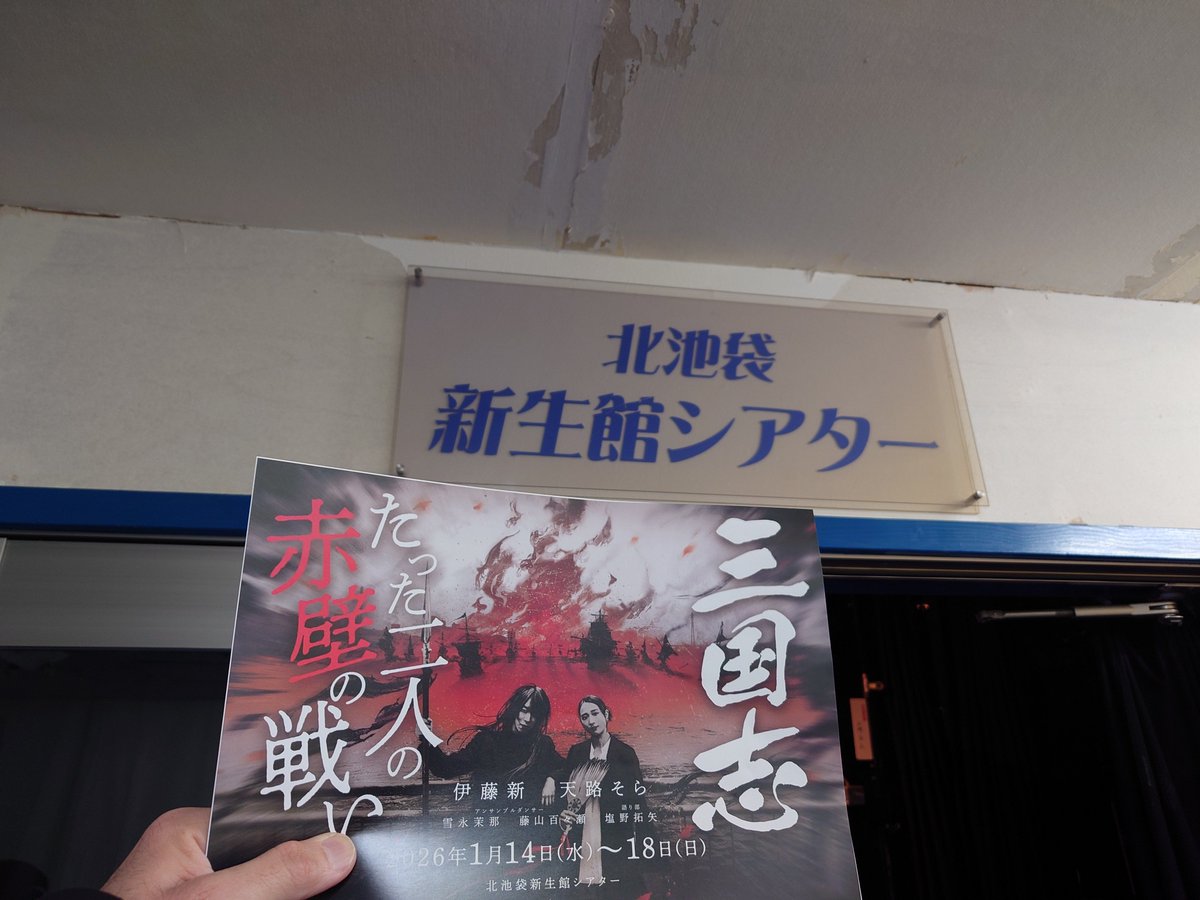 北池袋
新生館シアター
三国志
たった二人の
赤壁の戦い
伊藤新 天路そら
アンサンブルダンサー 語り部
雪永茉那 藤山百々瀬 塩野拓矢
2026年1月14日(水)～18日(日)
北池袋新生館シアター